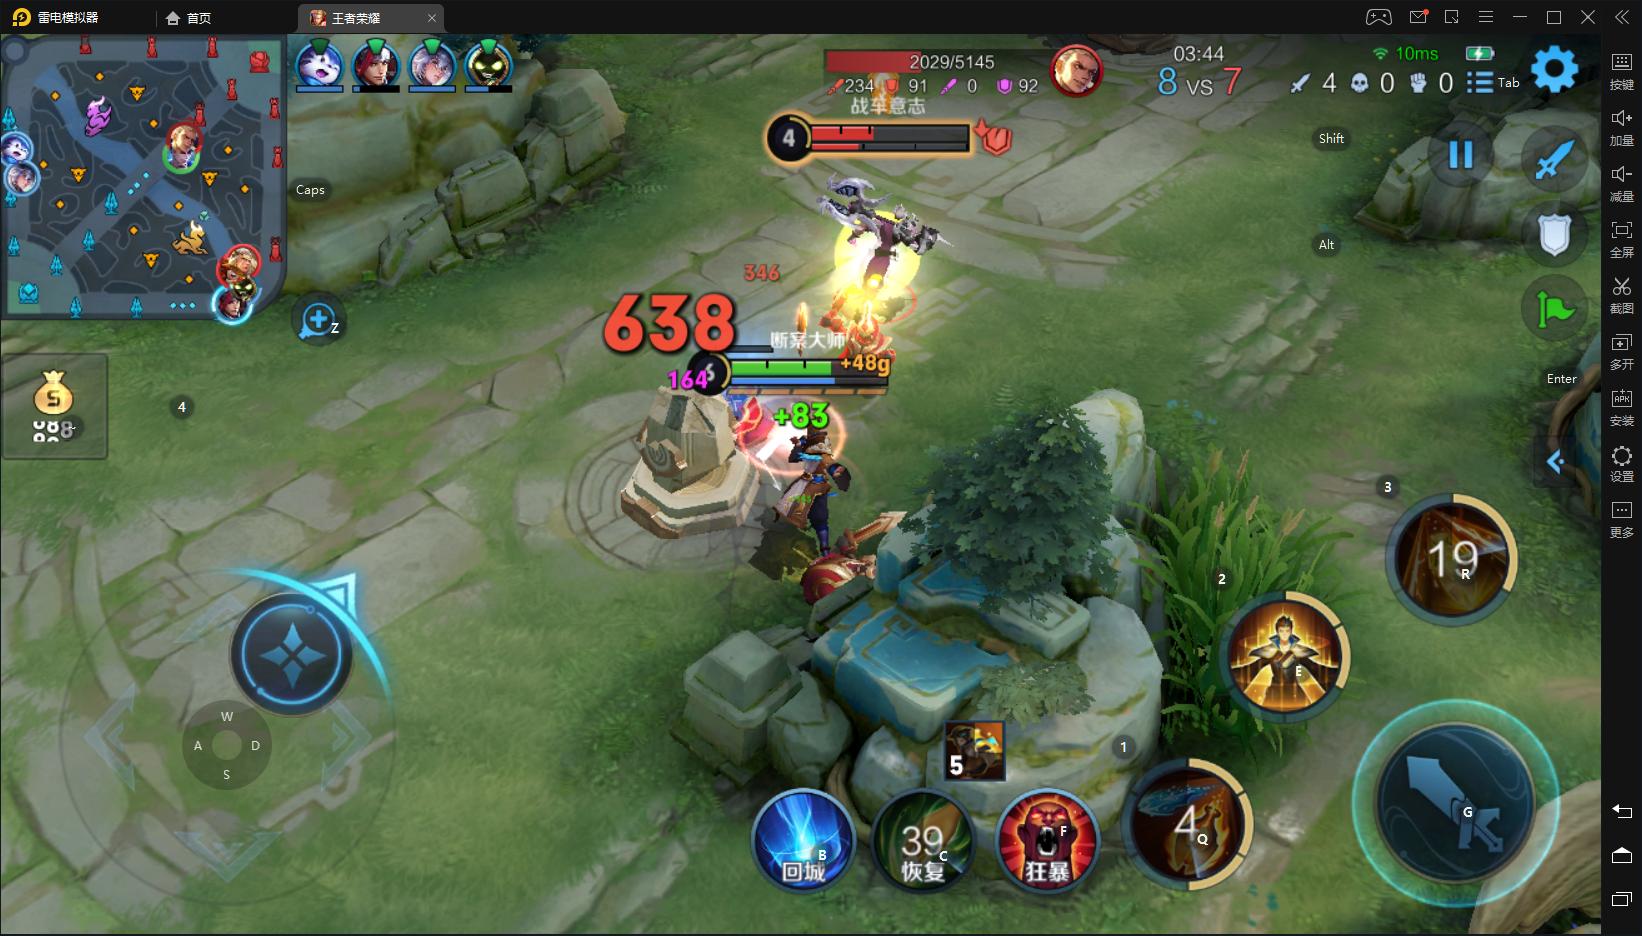 雷电模拟器
首页
王者荣耀
2029/5145
234 91 0 92
03:44
8 VS 7
10ms
4 0 0
Tab
战车意志
4
Shift
Caps
Alt
346
638
断案大师
+48g
164
+83
Z
S
4
Enter
3
2
19
R
E
W
A D
S
5
1
回城
B
39
恢复
C
狂暴
F
4
Q
G
按键
加量
减量
全屏
截图
多开
APK
安装
设置
更多